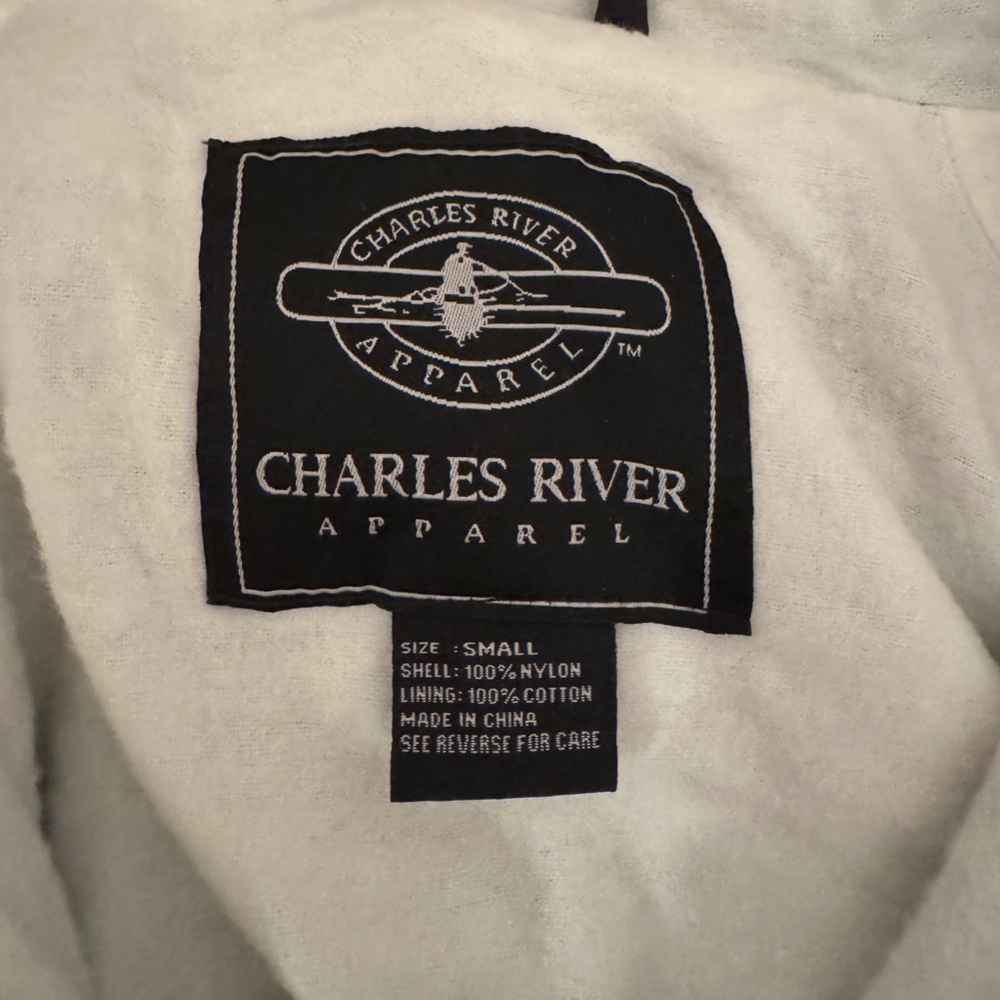 CHARLES RIVER
APPAREL
TM
CHARLES RIVER
APPAREL
SIZE : SMALL
SHELL: 100% NYLON
LINING: 100% COTTON
MADE IN CHINA
SEE REVERSE FOR CARE